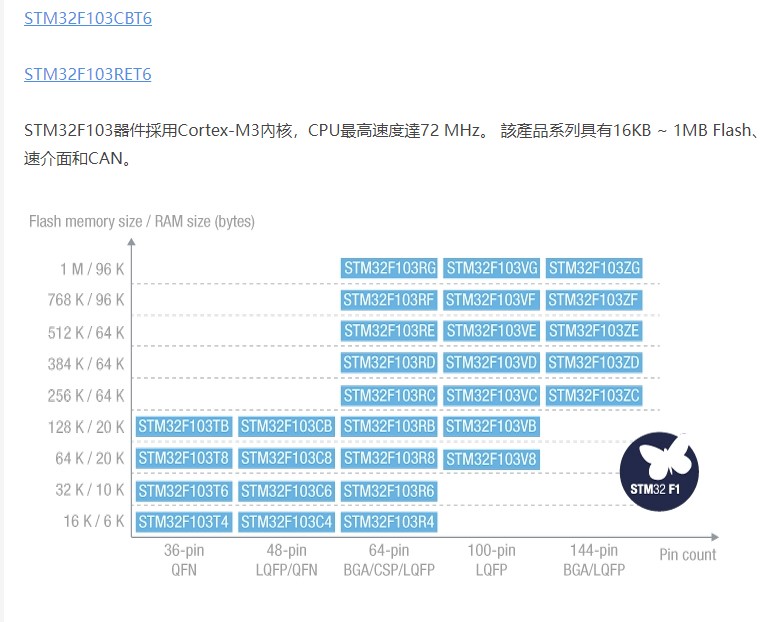 STM32F103CBT6
STM32F103RET6
STM32F103器件採用Cortex-M3內核，CPU最高速度達72 MHz。 該產品系列具有16KB ~ 1MB Flash、
速介面和CAN。
Flash memory size / RAM size (bytes)
1 M / 96 K STM32F103RG STM32F103VG STM32F103ZG
768 K / 96 K STM32F103RF STM32F103VF STM32F103ZF
512 K / 64 K STM32F103RE STM32F103VE STM32F103ZE
384 K / 64 K STM32F103RD STM32F103VD STM32F103ZD
256 K / 64 K STM32F103RC STM32F103VC STM32F103ZC
128 K / 20 K STM32F103TB STM32F103CB STM32F103RB STM32F103VB
64 K / 20 K STM32F103T8 STM32F103C8 STM32F103R8 STM32F103V8
32 K / 10 K STM32F103T6 STM32F103C6 STM32F103R6
STM32 F1
16 K / 6 K STM32F103T4 STM32F103C4 STM32F103R4
36-pin 48-pin 64-pin 100-pin 144-pin Pin count
QFN LQFP/QFN BGA/CSP/LQFP LQFP BGA/LQFP